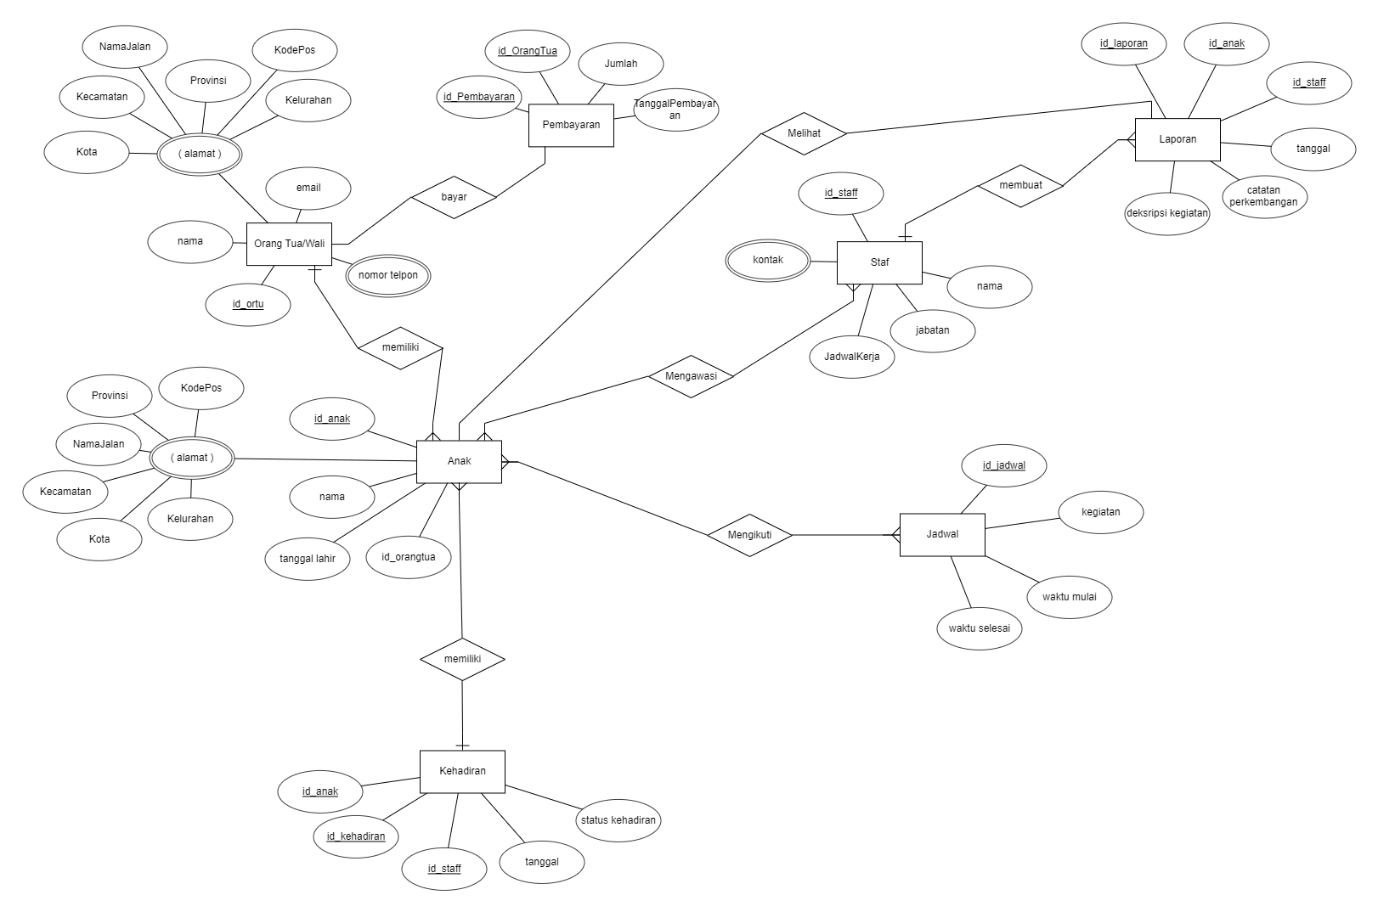 NamaJalan
KodePos
Provinsi
Kecamatan
Kelurahan
Kota
( alamat )
email
nama
Orang Tua/Wali
nomor telpon
id_ortu
id_OrangTua
Jumlah
id_Pembayaran
TanggalPembayar
an
Pembayaran
bayar
memiliki
id_laporan
id_anak
id_staff
Melihat
Laporan
tanggal
membuat
catatan
perkembangan
deksripsi kegiatan
id_staff
kontak
Staf
nama
jabatan
JadwalKerja
Mengawasi
KodePos
Provinsi
NamaJalan
( alamat )
Kecamatan
Kelurahan
Kota
id_anak
Anak
nama
tanggal lahir
id_orangtua
id_jadwal
kegiatan
Mengikuti
Jadwal
waktu mulai
waktu selesai
memiliki
Kehadiran
id_anak
id_kehadiran
id_staff
tanggal
status kehadiran